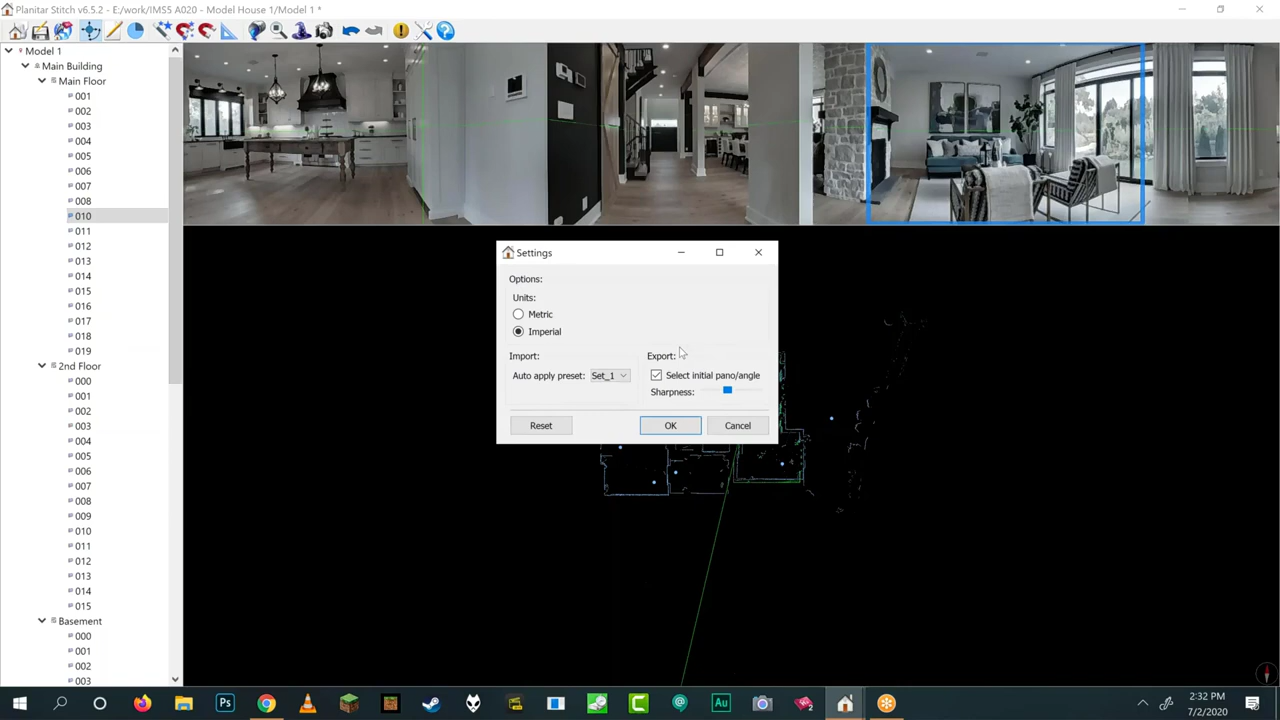 Planitar Stitch v6.5.2 - E:/work/IMS5 A020 - Model House 1/Model 1 *
Model 1
Main Building
Main Floor
001
002
003
004
005
006
007
008
010
011
012
013
014
015
016
017
018
019
2nd Floor
000
001
002
003
004
005
006
007
008
009
010
011
012
013
014
015
Basement
000
001
002
003
Settings
Options:
Units:
Metric
Imperial
Import:
Export:
Auto apply preset: Set_1
Select initial pano/angle
Sharpness:
Reset
OK
Cancel
Ps
Au
2:32 PM
7/2/2020